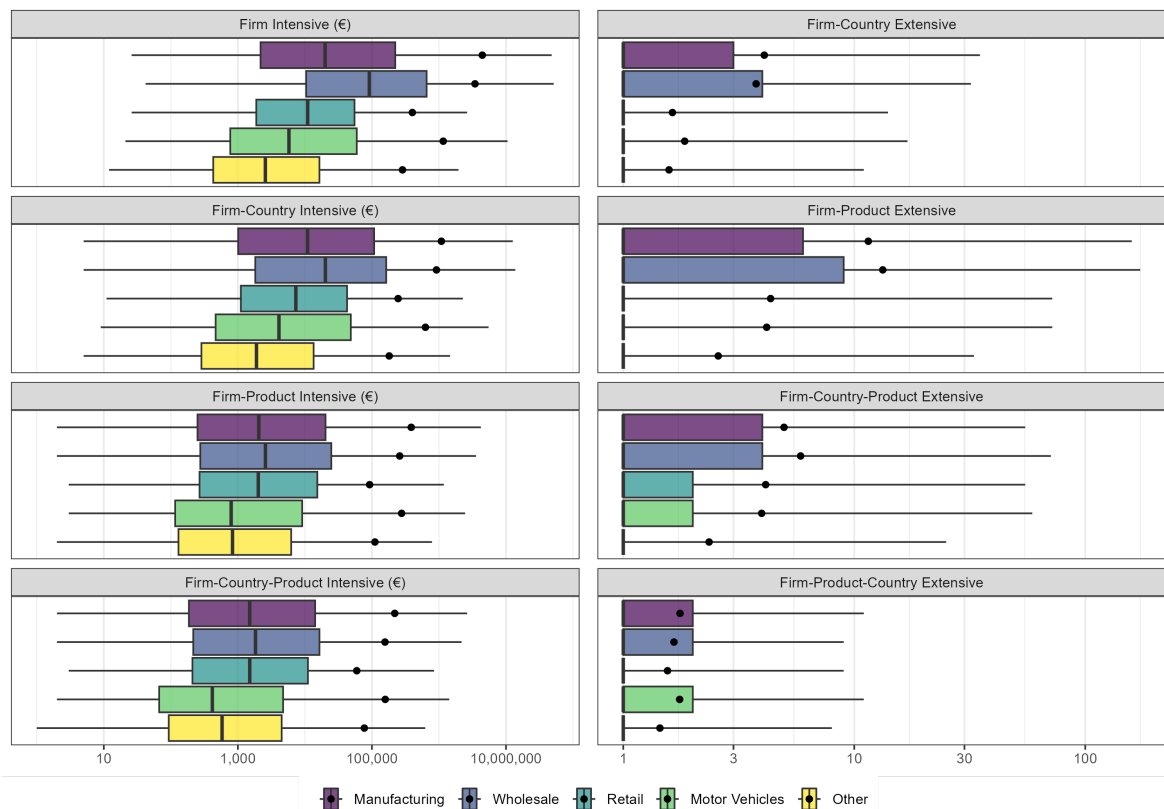 Firm Intensive (€)
Firm-Country Extensive
Firm-Country Intensive (€)
Firm-Product Extensive
Firm-Product Intensive (€)
Firm-Country-Product Extensive
Firm-Country-Product Intensive (€)
Firm-Product-Country Extensive
10 1,000 100,000 10,000,000
1 3 10 30 100
Manufacturing Wholesale Retail Motor Vehicles Other